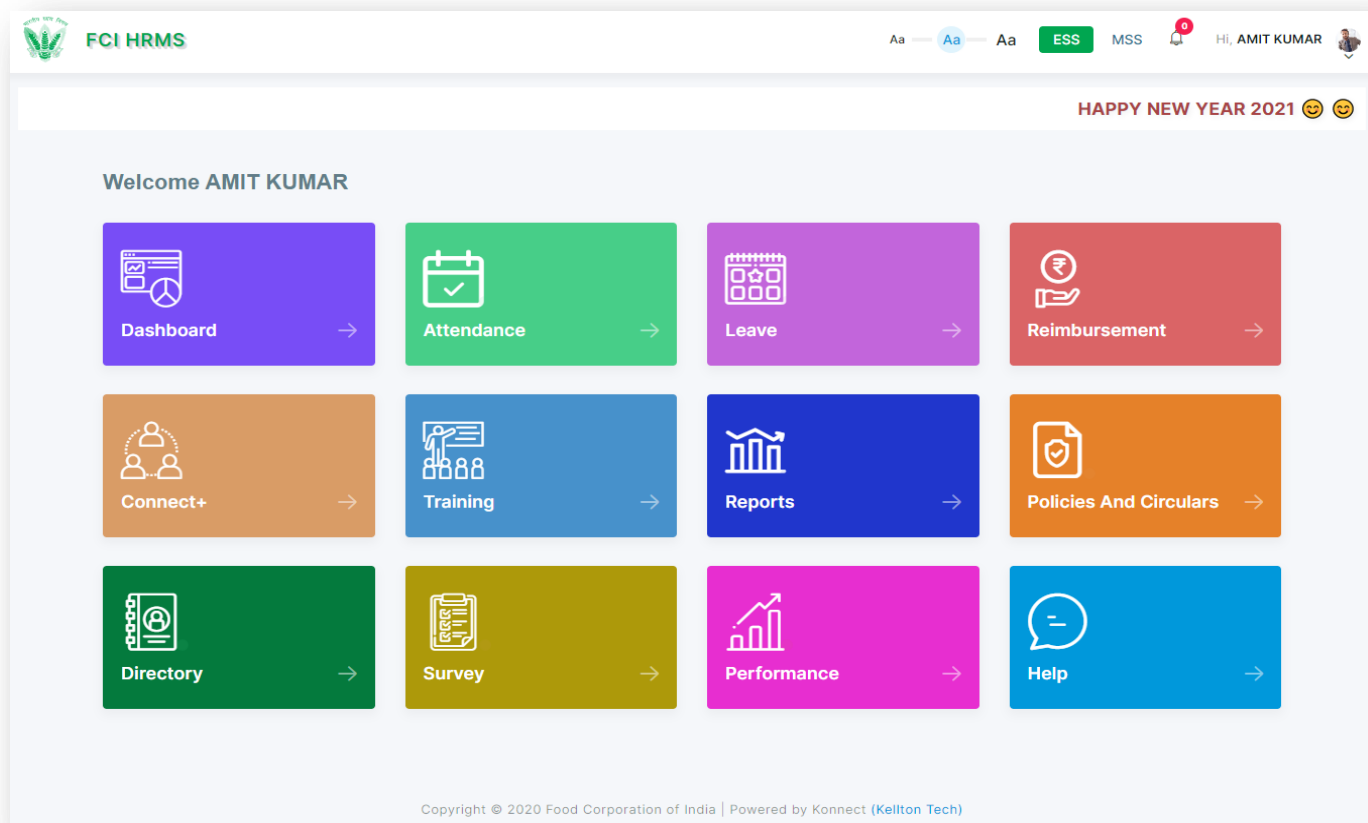 FCI HRMS
Aa Aa Aa ESS MSS 0 Hi, AMIT KUMAR
HAPPY NEW YEAR 2021 😊 😊
Welcome AMIT KUMAR
Dashboard
Attendance
Leave
Reimbursement
Connect+
Training
Reports
Policies And Circulars
Directory
Survey
Performance
Help
Copyright © 2020 Food Corporation of India | Powered by Konnect (Kellton Tech)